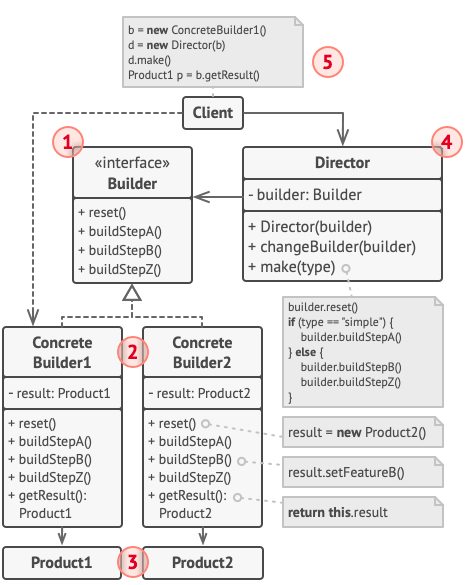 b = new ConcreteBuilder1()
d = new Director(b)
d.make()
Product1 p = b.getResult()
5
Client
1
«interface»
Builder
+ reset()
+ buildStepA()
+ buildStepB()
+ buildStepZ()
4
Director
- builder: Builder
+ Director(builder)
+ changeBuilder(builder)
+ make(type)
builder.reset()
if (type == "simple") {
builder.buildStepA()
} else {
builder.buildStepB()
builder.buildStepZ()
}
2
Concrete
Builder1
- result: Product1
+ reset()
+ buildStepA()
+ buildStepB()
+ buildStepZ()
+ getResult():
Product1
Concrete
Builder2
- result: Product2
+ reset()
+ buildStepA()
+ buildStepB()
+ buildStepZ()
+ getResult():
Product2
result = new Product2()
result.setFeatureB()
return this.result
3
Product1
Product2